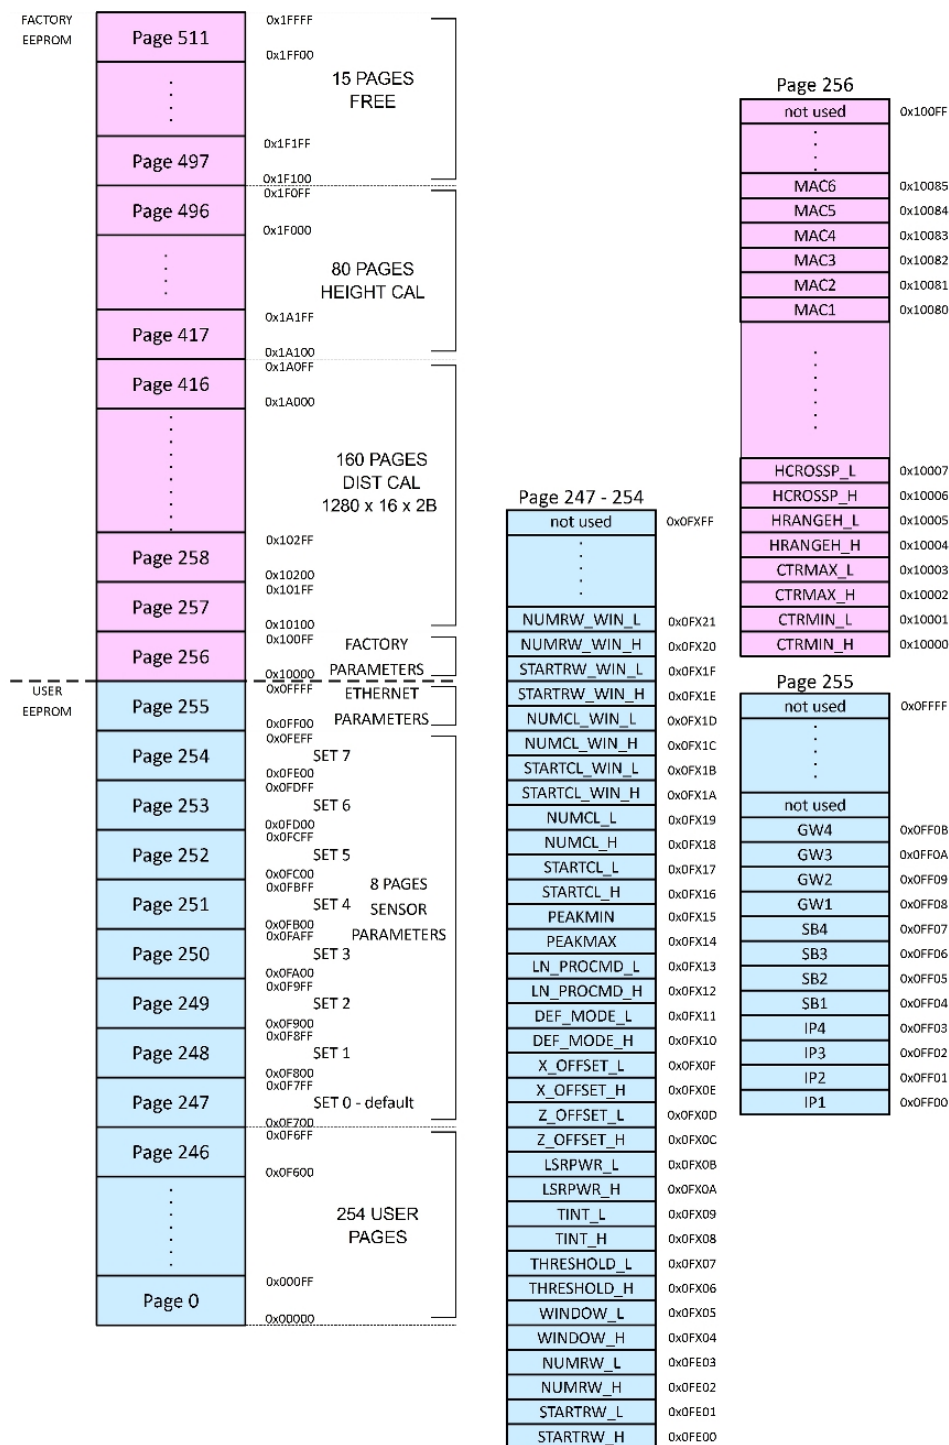 FACTORY
EEPROM
Page 511
0x1FFFF
0x1FF00
15 PAGES
FREE
Page 497
0x1F1FF
0x1F100
Page 496
0x1F0FF
0x1F000
80 PAGES
HEIGHT CAL
Page 417
0x1A1FF
0x1A100
Page 416
0x1A0FF
0x1A000
160 PAGES
DIST CAL
1280 x 16 x 2B
Page 258
0x102FF
0x10200
Page 257
0x101FF
0x10100
Page 256
0x100FF
0x10000
FACTORY
PARAMETERS
USER
EEPROM
Page 255
0x0FFFF
0x0FF00
ETHERNET
PARAMETERS
Page 254
0x0FEFF
SET 7
0x0FE00
Page 253
0x0FDFF
SET 6
0x0FD00
Page 252
0x0FCFF
SET 5
0x0FC00
Page 251
0x0FBFF
SET 4
0x0FB00
8 PAGES
SENSOR
PARAMETERS
Page 250
0x0FAFF
SET 3
0x0FA00
Page 249
0x0F9FF
SET 2
0x0F900
Page 248
0x0F8FF
SET 1
0x0F800
Page 247
0x0F7FF
SET 0 - default
0x0F700
Page 246
0x0F6FF
0x0F600
254 USER
PAGES
Page 0
0x000FF
0x00000
Page 247 - 254
not used 0x0FXFF
NUMRW_WIN_L 0x0FX21
NUMRW_WIN_H 0x0FX20
STARTRW_WIN_L 0x0FX1F
STARTRW_WIN_H 0x0FX1E
NUMCL_WIN_L 0x0FX1D
NUMCL_WIN_H 0x0FX1C
STARTCL_WIN_L 0x0FX1B
STARTCL_WIN_H 0x0FX1A
NUMCL_L 0x0FX19
NUMCL_H 0x0FX18
STARTCL_L 0x0FX17
STARTCL_H 0x0FX16
PEAKMIN 0x0FX15
PEAKMAX 0x0FX14
LN_PROCMD_L 0x0FX13
LN_PROCMD_H 0x0FX12
DEF_MODE_L 0x0FX11
DEF_MODE_H 0x0FX10
X_OFFSET_L 0x0FX0F
X_OFFSET_H 0x0FX0E
Z_OFFSET_L 0x0FX0D
Z_OFFSET_H 0x0FX0C
LSRPWR_L 0x0FX0B
LSRPWR_H 0x0FX0A
TINT_L 0x0FX09
TINT_H 0x0FX08
THRESHOLD_L 0x0FX07
THRESHOLD_H 0x0FX06
WINDOW_L 0x0FX05
WINDOW_H 0x0FX04
NUMRW_L 0x0FE03
NUMRW_H 0x0FE02
STARTRW_L 0x0FE01
STARTRW_H 0x0FE00
Page 256
not used 0x100FF
MAC6 0x10085
MAC5 0x10084
MAC4 0x10083
MAC3 0x10082
MAC2 0x10081
MAC1 0x10080
HCROSSP_L 0x10007
HCROSSP_H 0x10006
HRANGEH_L 0x10005
HRANGEH_H 0x10004
CTRMAX_L 0x10003
CTRMAX_H 0x10002
CTRMIN_L 0x10001
CTRMIN_H 0x10000
Page 255
not used 0x0FFFF
not used
GW4 0x0FF0B
GW3 0x0FF0A
GW2 0x0FF09
GW1 0x0FF08
SB4 0x0FF07
SB3 0x0FF06
SB2 0x0FF05
SB1 0x0FF04
IP4 0x0FF03
IP3 0x0FF02
IP2 0x0FF01
IP1 0x0FF00